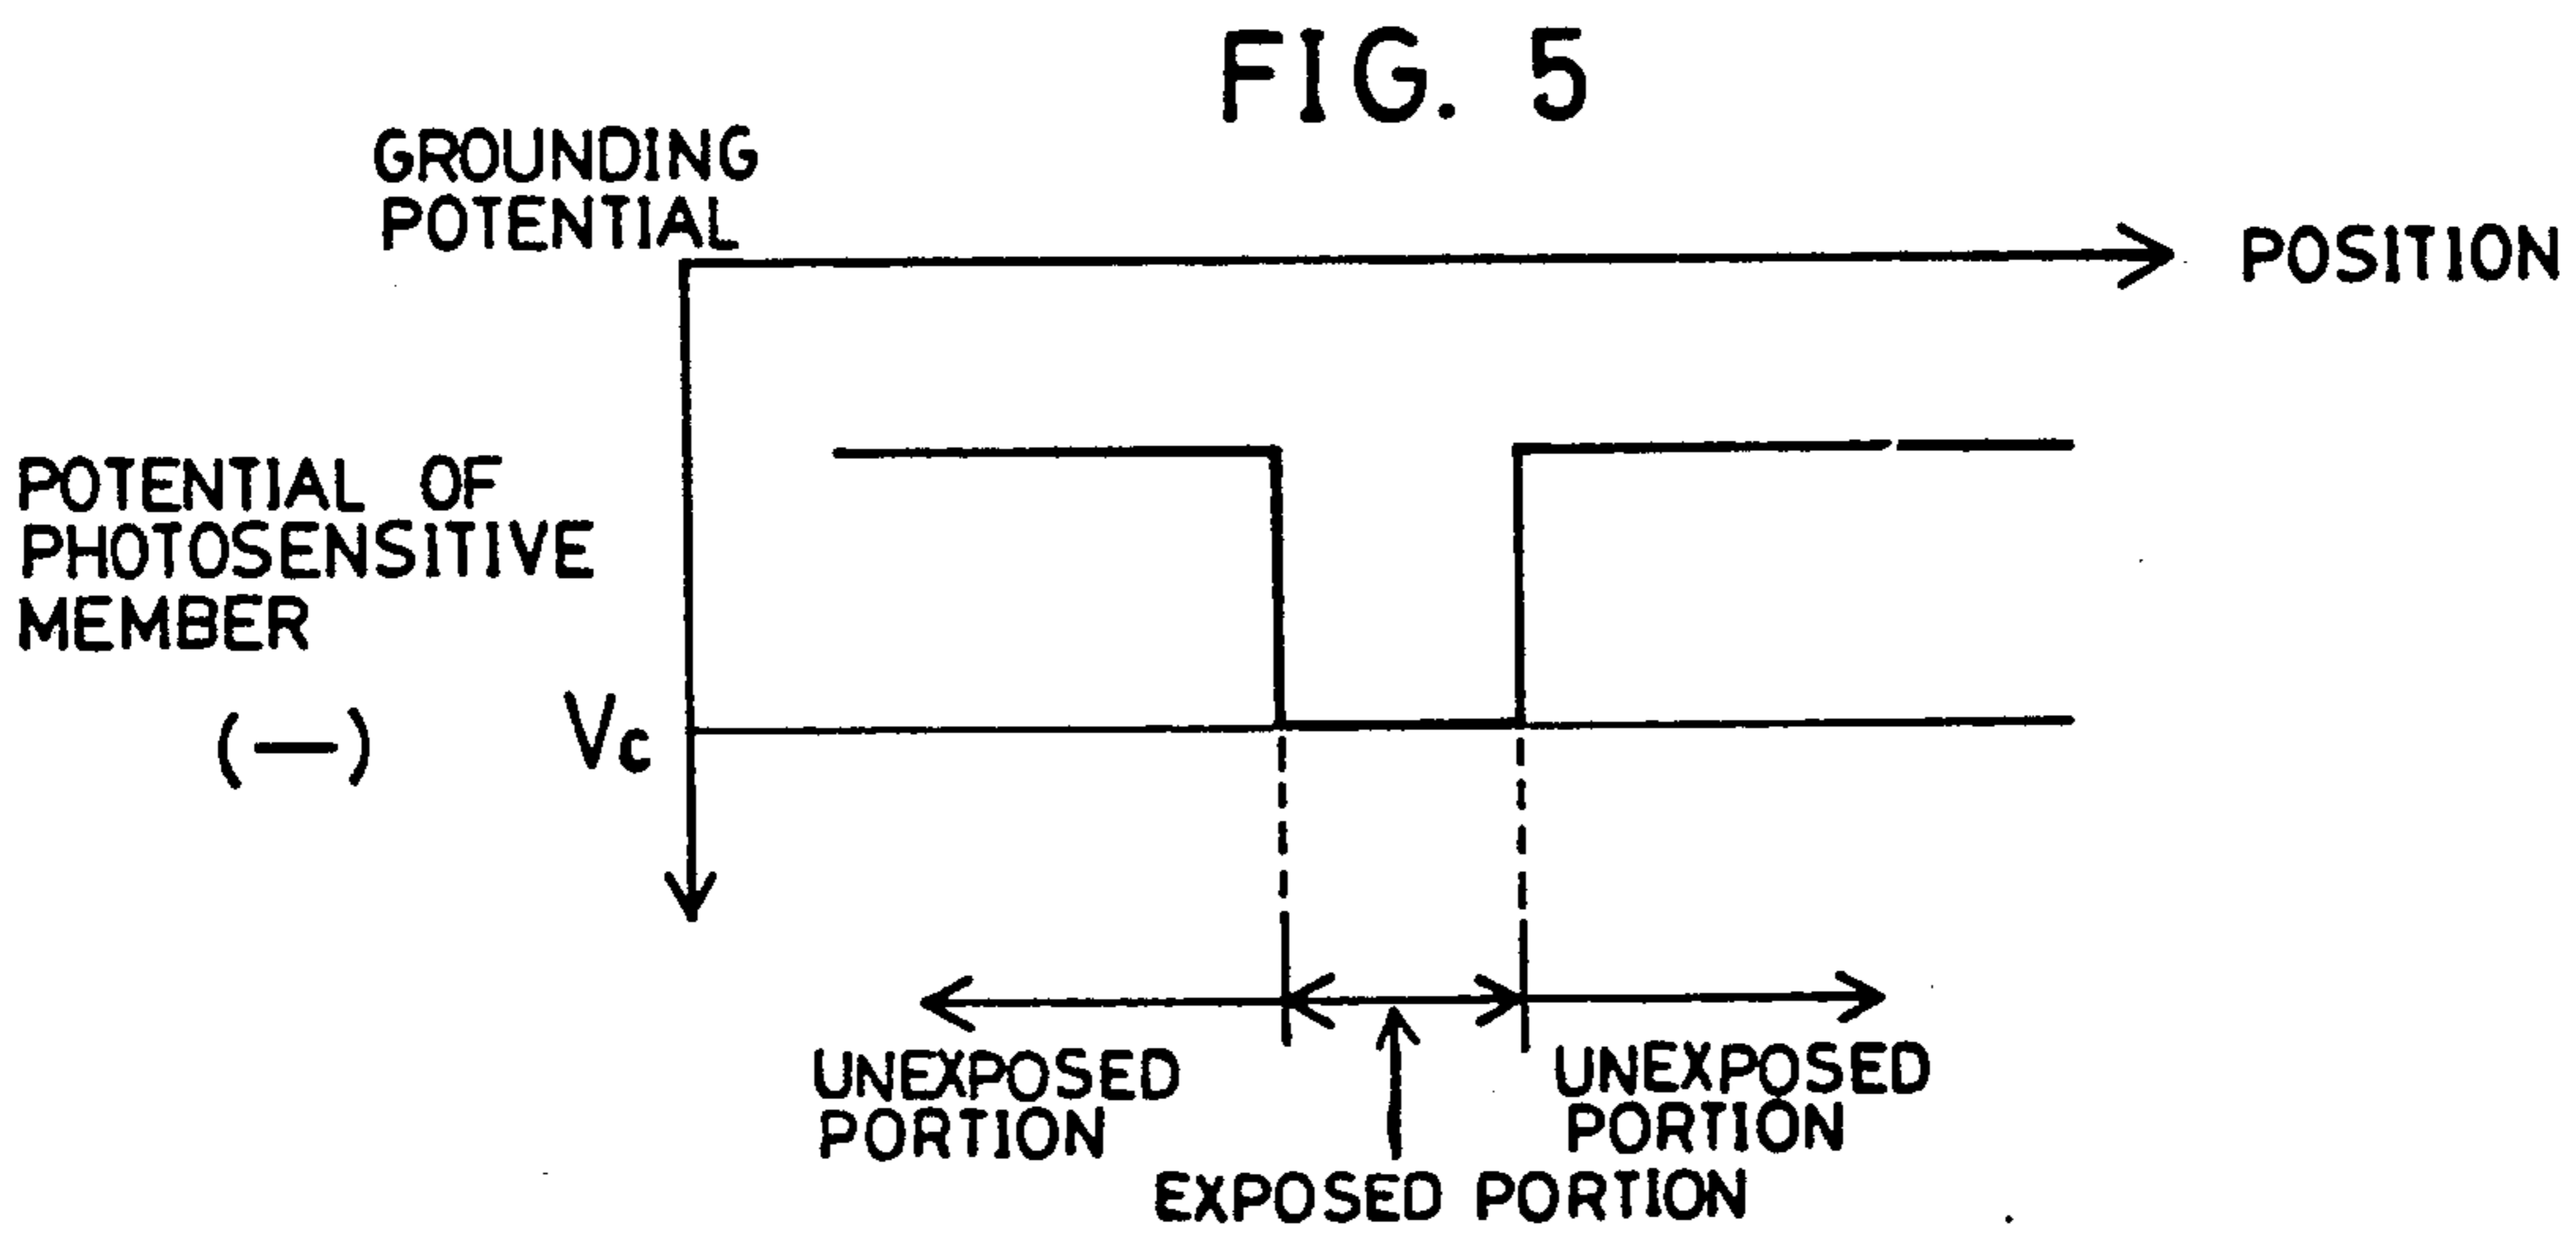 FIG. 5
GROUNDING
POTENTIAL
POSITION
POTENTIAL OF
PHOTOSENSITIVE
MEMBER
(—)
Vc
UNEXPOSED
PORTION
UNEXPOSED
PORTION
EXPOSED PORTION